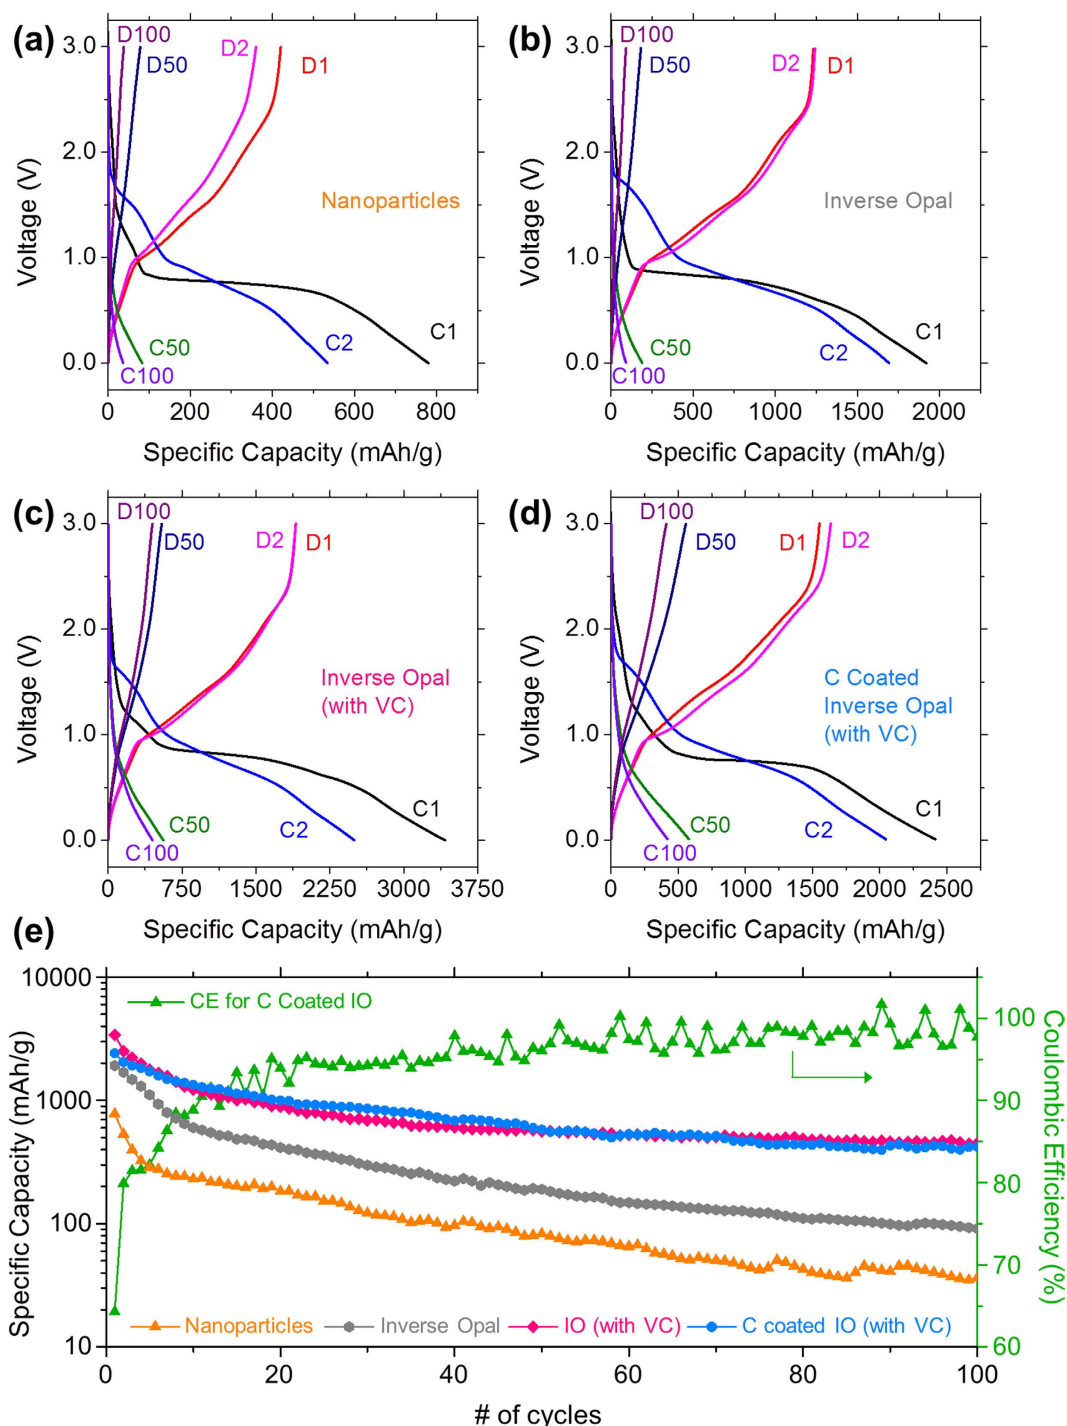 (a)
3.0
2.0
1.0
0.0
Voltage (V)
D100
D50
D2
D1
Nanoparticles
C1
C2
C50
C100
0 200 400 600 800
Specific Capacity (mAh/g)
(b)
3.0
2.0
1.0
0.0
Voltage (V)
D100
D50
D2
D1
Inverse Opal
C1
C2
C50
C100
0 500 1000 1500 2000
Specific Capacity (mAh/g)
(c)
3.0
2.0
1.0
0.0
Voltage (V)
D100
D50
D2
D1
Inverse Opal
(with VC)
C1
C2
C50
C100
0 750 1500 2250 3000 3750
Specific Capacity (mAh/g)
(d)
3.0
2.0
1.0
0.0
Voltage (V)
D100
D50
D1
D2
C Coated
Inverse Opal
(with VC)
C1
C2
C50
C100
0 500 1000 1500 2000 2500
Specific Capacity (mAh/g)
(e)
10000
1000
100
10
Specific Capacity (mAh/g)
CE for C Coated IO
100
90
80
70
60
Coulombic Efficiency (%)
Nanoparticles Inverse Opal IO (with VC) C coated IO (with VC)
0 20 40 60 80 100
# of cycles